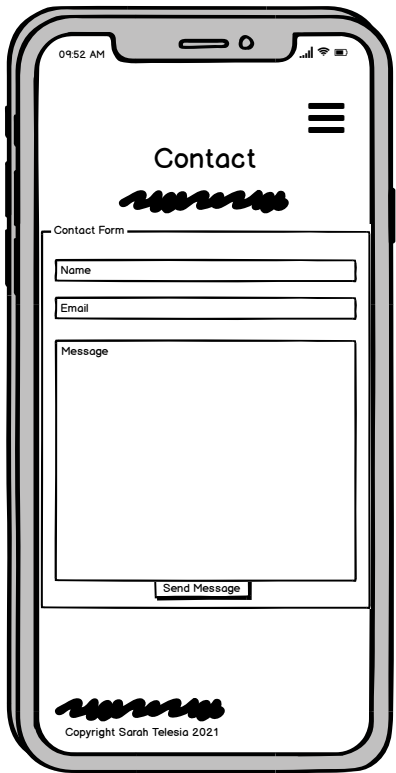 09:52 AM
Contact
Contact Form
Name
Email
Message
Send Message
Copyright Sarah Telesia 2021